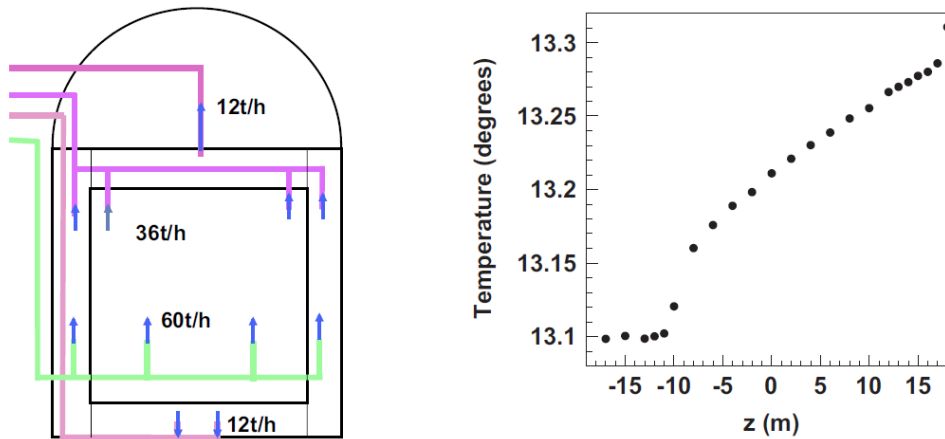 12t/h
36t/h
60t/h
12t/h
Temperature (degrees)
13.3
13.25
13.2
13.15
13.1
-15 -10 -5 0 5 10 15
z (m)